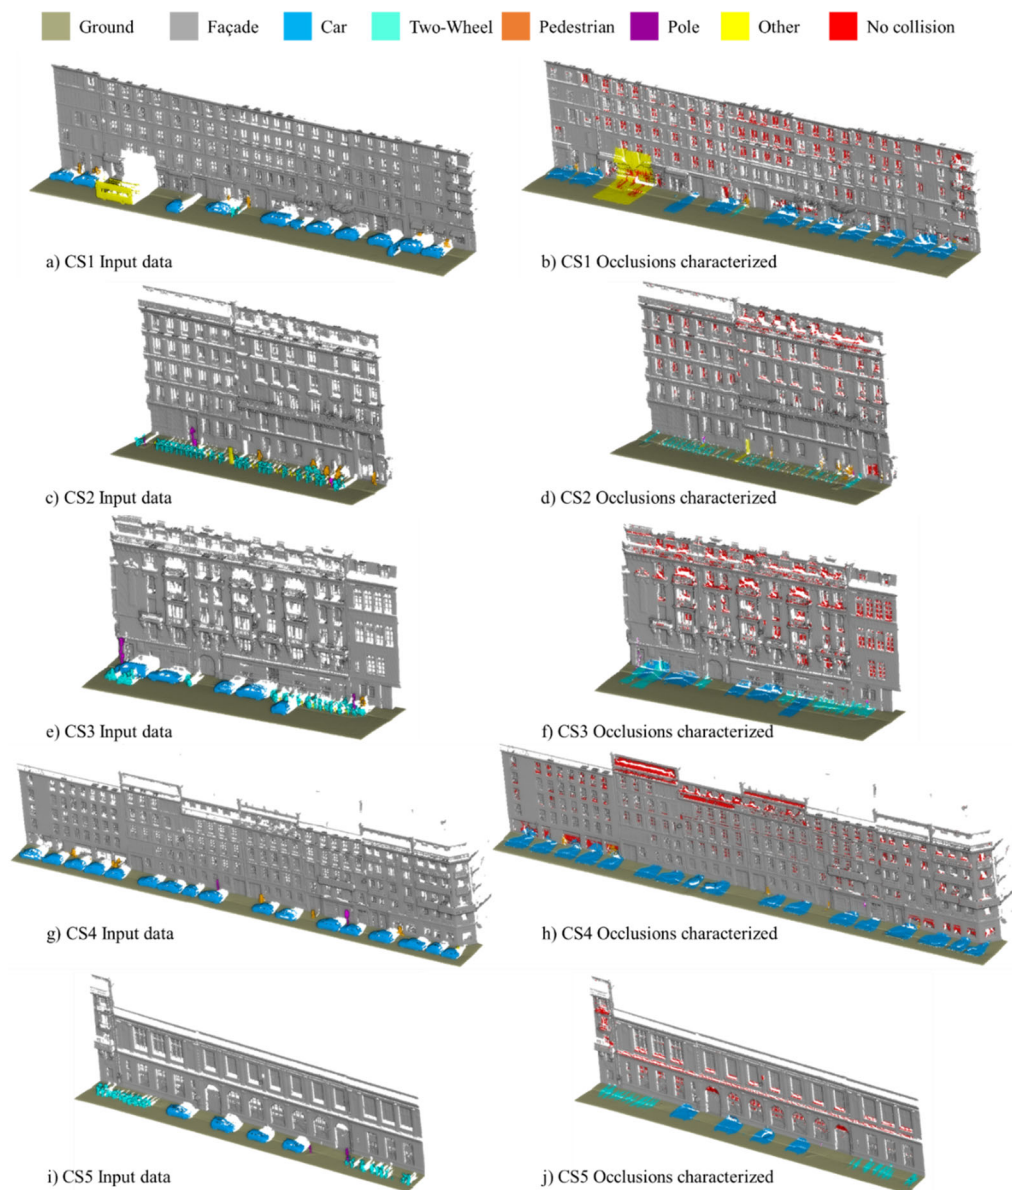 Ground Façade Car Two-Wheel Pedestrian Pole Other No collision
a) CS1 Input data
b) CS1 Occlusions characterized
c) CS2 Input data
d) CS2 Occlusions characterized
e) CS3 Input data
f) CS3 Occlusions characterized
g) CS4 Input data
h) CS4 Occlusions characterized
i) CS5 Input data
j) CS5 Occlusions characterized